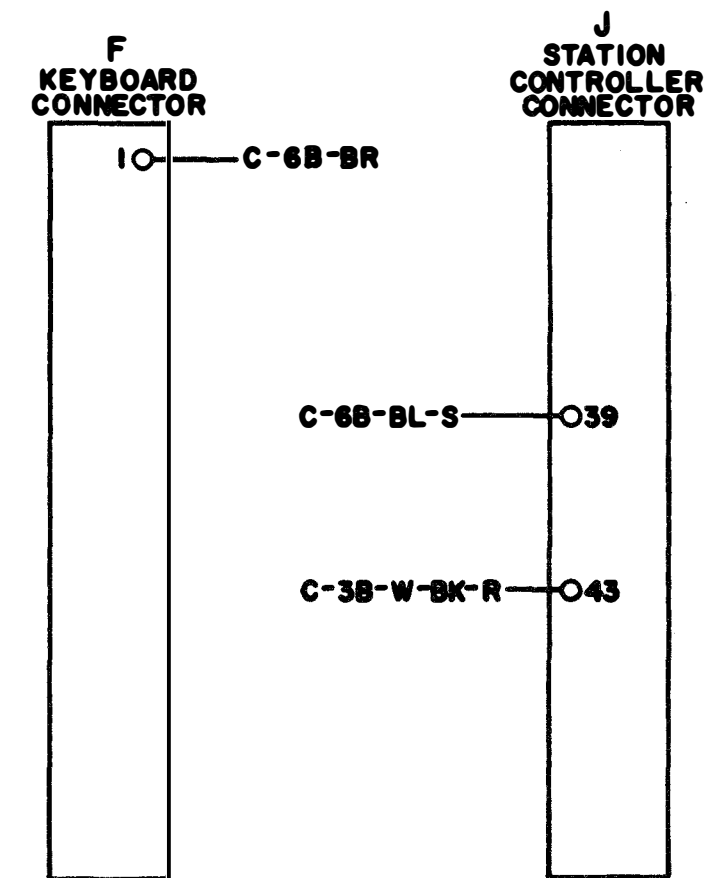 F
KEYBOARD
CONNECTOR
J
STATION
CONTROLLER
CONNECTOR
1 C-6B-BR
C-6B-BL-S 39
C-3B-W-BK-R 43